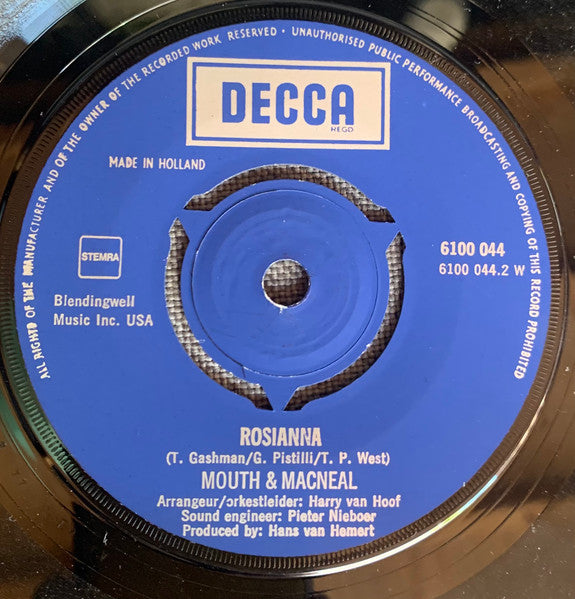 ALL RIGHTS OF THE MANUFACTURER AND OF THE OWNER OF THE RECORDED WORK RESERVED • UNAUTHORISED PUBLIC PERFORMANCE BROADCASTING AND COPYING OF THIS RECORD PROHIBITED
DECCA
REGD
MADE IN HOLLAND
STEMRA
6100 044
6100 044.2 W
Blendingwell
Music Inc. USA
ROSIANNA
(T. Gashman/G. Pistilli/T. P. West)
MOUTH & MACNEAL
Arrangeur/orkestleider: Harry van Hoof
Sound engineer: Pieter Nieboer
Produced by: Hans van Hemert